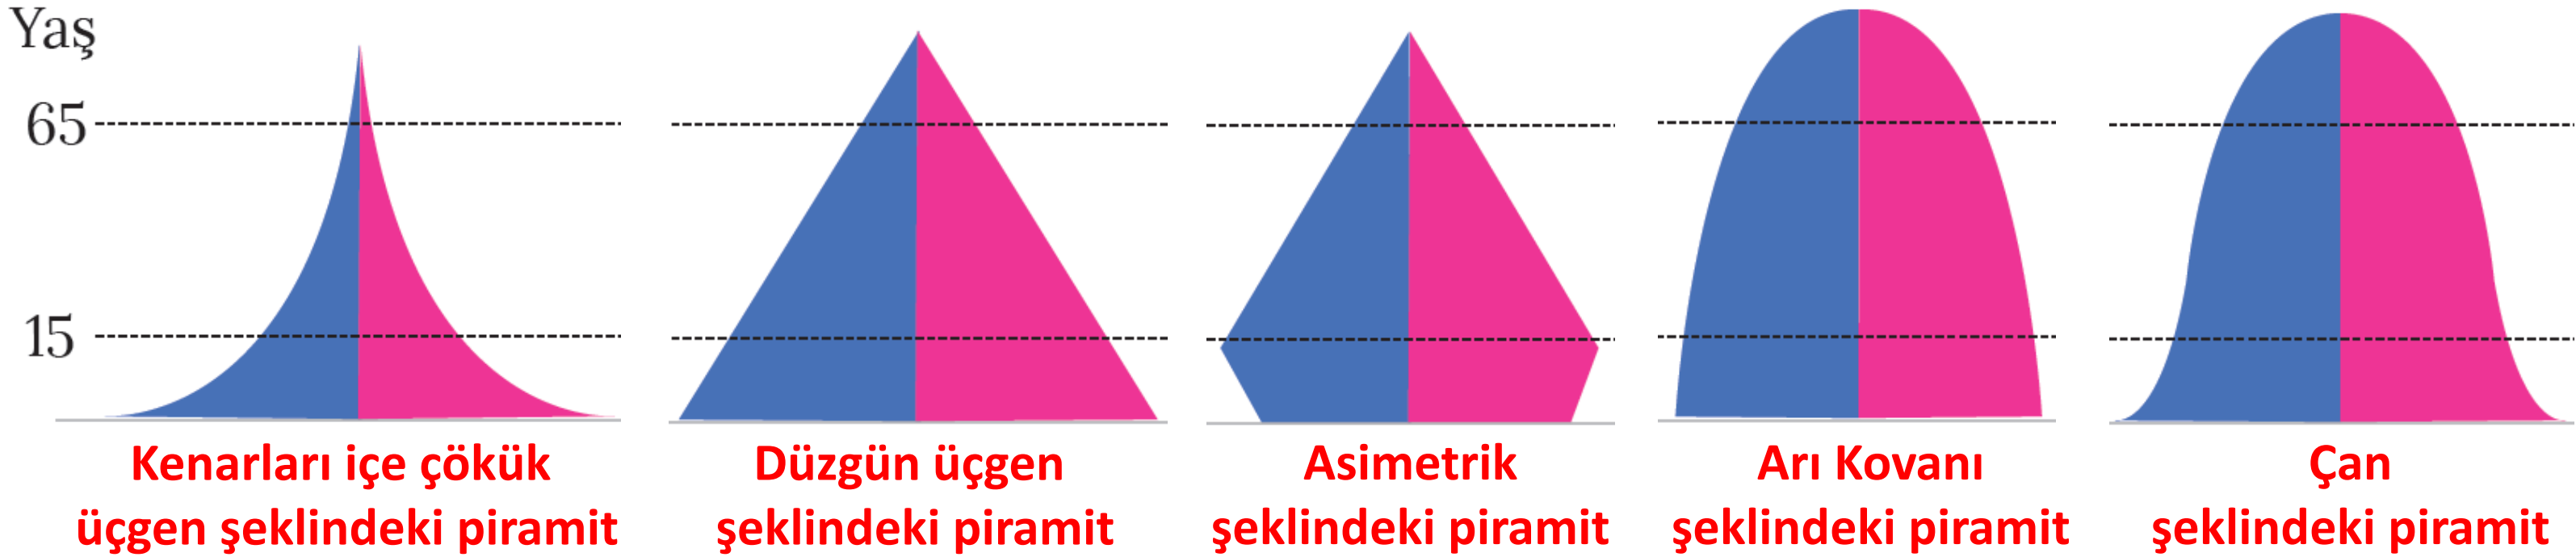 Yaş
65
15
Kenarları içe çökük
üçgen şeklindeki piramit
Düzgün üçgen
şeklindeki piramit
Asimetrik
şeklindeki piramit
Arı Kovanı
şeklindeki piramit
Çan
şeklindeki piramit